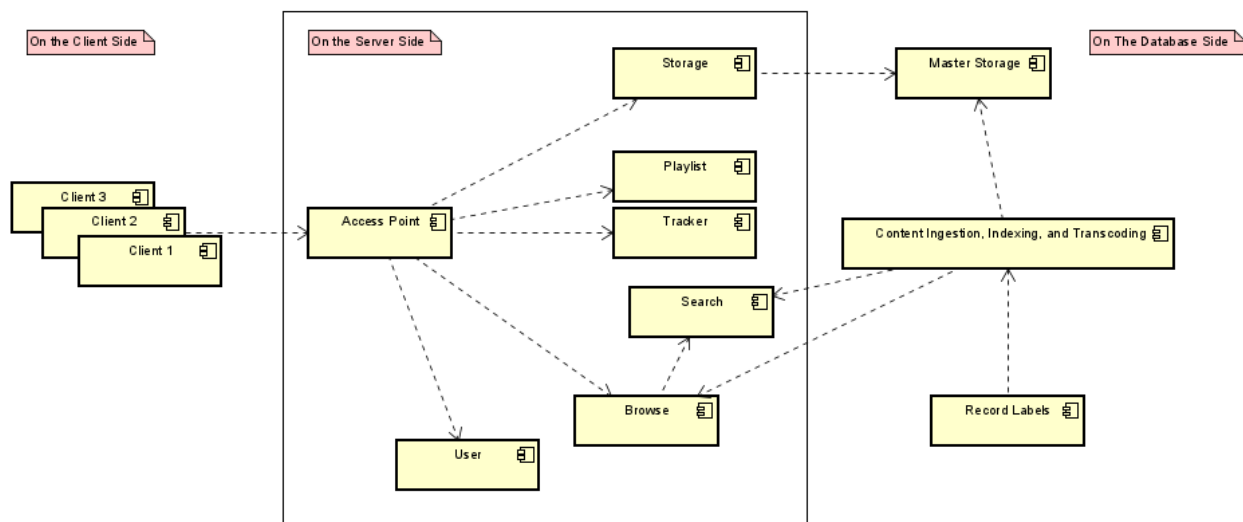 On the Client Side
On the Server Side
On The Database Side
Storage
Master Storage
Playlist
Client 3
Client 2
Client 1
Access Point
Tracker
Content Ingestion, Indexing, and Transcoding
Search
Browse
Record Labels
User